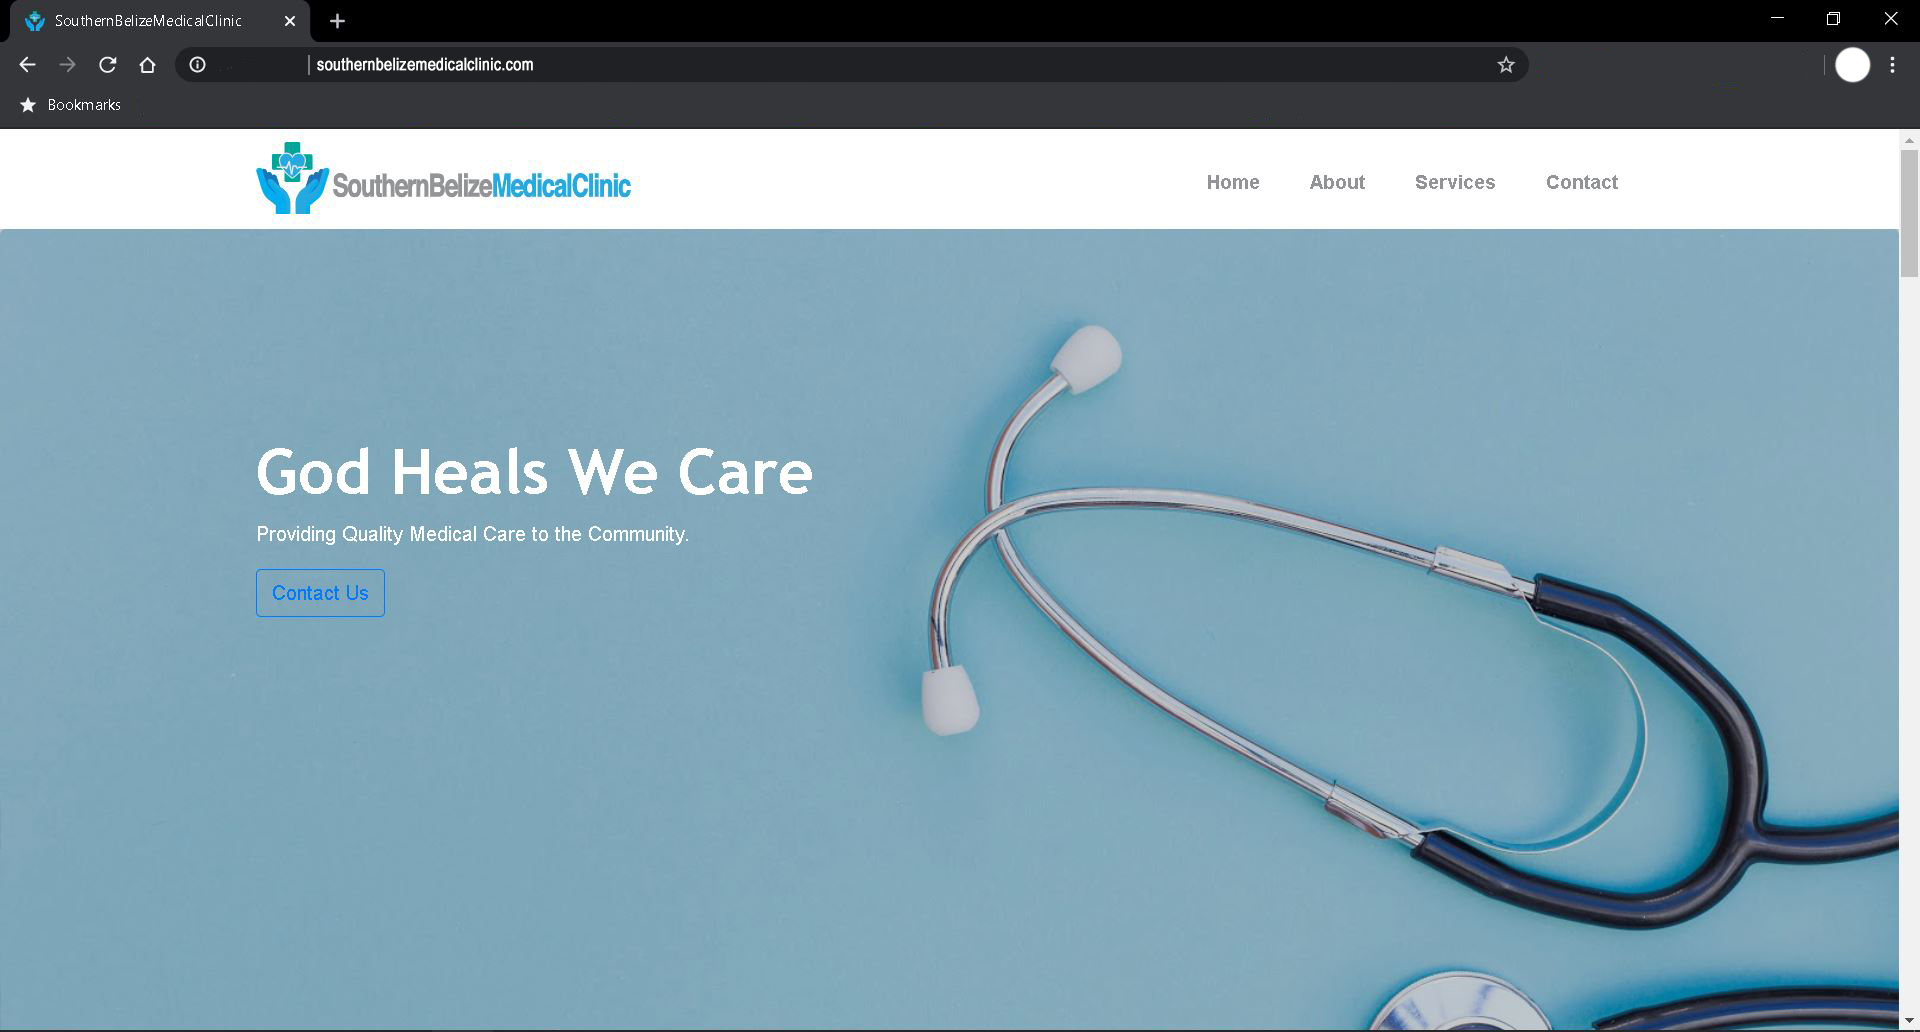 SouthernBelizeMedicalClinic
southernbelizemedicalclinic.com
Bookmarks
SouthernBelizeMedicalClinic
Home About Services Contact
God Heals We Care
Providing Quality Medical Care to the Community.
Contact Us